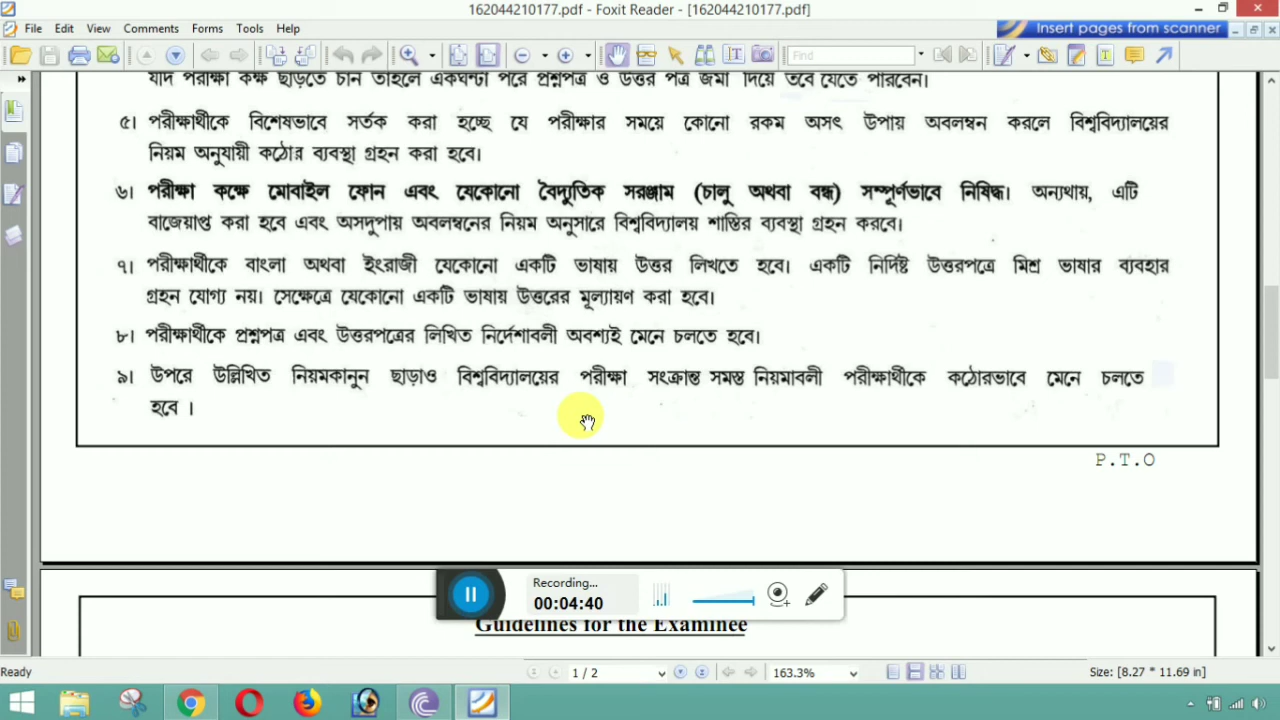 162044210177.pdf - Foxit Reader - [162044210177.pdf]
File Edit View Comments Forms Tools Help
Insert pages from scanner
Find
যদি পরীক্ষা কক্ষ ছাড়তে চান তাহলে একঘন্টা পরে প্রশ্নপত্র ও উত্তর পত্র জমা দিয়ে তবে যেতে পারবেন।
৫। পরীক্ষার্থীকে বিশেষভাবে সর্তক করা হচ্ছে যে পরীক্ষার সময়ে কোনো রকম অসৎ উপায় অবলম্বন করলে বিশ্ববিদ্যালয়ের
নিয়ম অনুযায়ী কঠোর ব্যবস্থা গ্রহন করা হবে।
৬। পরীক্ষা কক্ষে মোবাইল ফোন এবং যেকোনো বৈদ্যুতিক সরঞ্জাম (চালু অথবা বন্ধ) সম্পূর্ণভাবে নিষিদ্ধ। অন্যথায়, এটি
বাজেয়াপ্ত করা হবে এবং অসদুপায় অবলম্বনের নিয়ম অনুসারে বিশ্ববিদ্যালয় শাস্তির ব্যবস্থা গ্রহন করবে।
৭। পরীক্ষার্থীকে বাংলা অথবা ইংরাজী যেকোনো একটি ভাষায় উত্তর লিখতে হবে। একটি নির্দিষ্ট উত্তরপত্রে মিশ্র ভাষার ব্যবহার
গ্রহন যোগ্য নয়। সেক্ষেত্রে যেকোনো একটি ভাষায় উত্তরের মূল্যায়ণ করা হবে।
৮। পরীক্ষার্থীকে প্রশ্নপত্র এবং উত্তরপত্রের লিখিত নির্দেশাবলী অবশ্যই মেনে চলতে হবে।
৯। উপরে উল্লিখিত নিয়মকানুন ছাড়াও বিশ্ববিদ্যালয়ের পরীক্ষা সংক্রান্ত সমস্ত নিয়মাবলী পরীক্ষার্থীকে কঠোরভাবে মেনে চলতে
হবে ।
P.T.O
Recording...
00:04:40
Guidelines for the Examinee
Ready
1 / 2
163.3%
Size: [8.27 * 11.69 in]